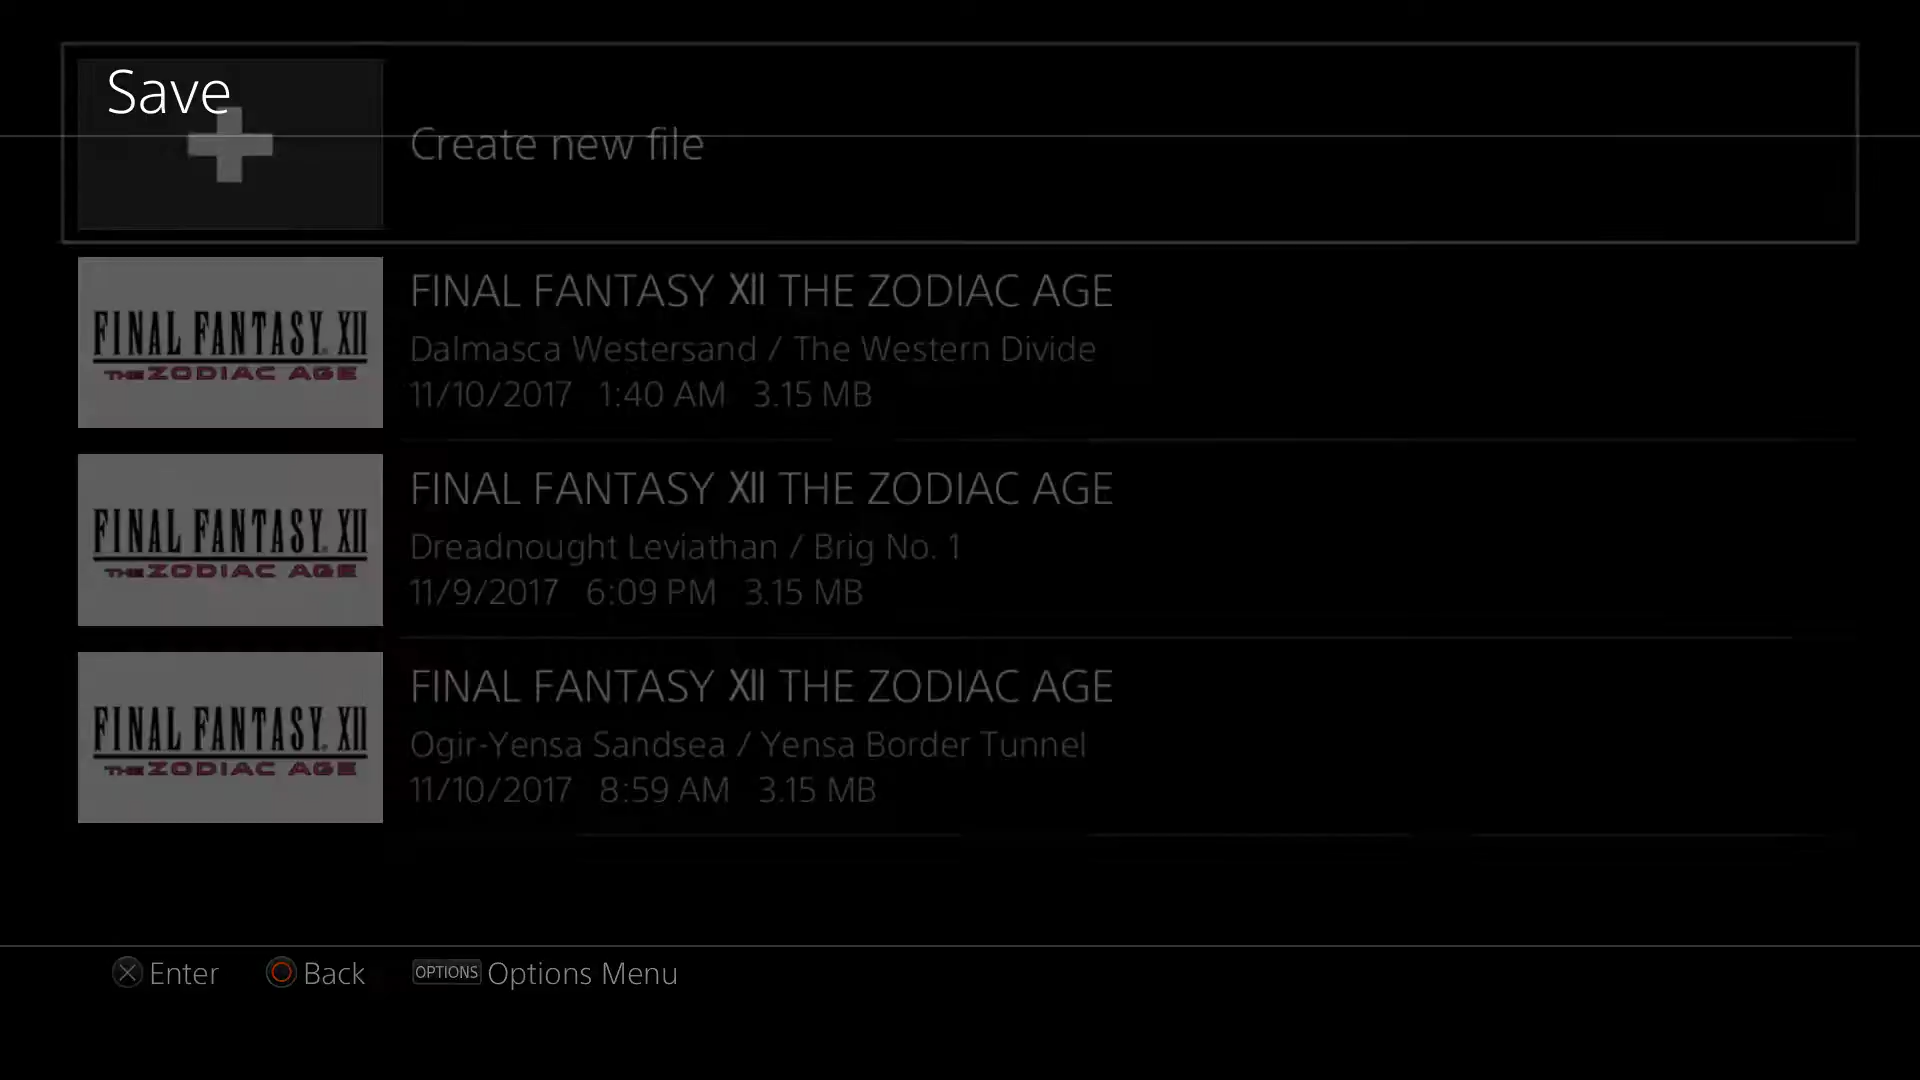 Save
Create new file
FINAL FANTASY XII
THE ZODIAC AGE
FINAL FANTASY XII THE ZODIAC AGE
Dalmasca Westersand / The Western Divide
11/10/2017 1:40 AM 3.15 MB
FINAL FANTASY XII
THE ZODIAC AGE
FINAL FANTASY XII THE ZODIAC AGE
Dreadnought Leviathan / Brig No. 1
11/9/2017 6:09 PM 3.15 MB
FINAL FANTASY XII
THE ZODIAC AGE
FINAL FANTASY XII THE ZODIAC AGE
Ogir-Yensa Sandsea / Yensa Border Tunnel
11/10/2017 8:59 AM 3.15 MB
Enter Back OPTIONS Options Menu